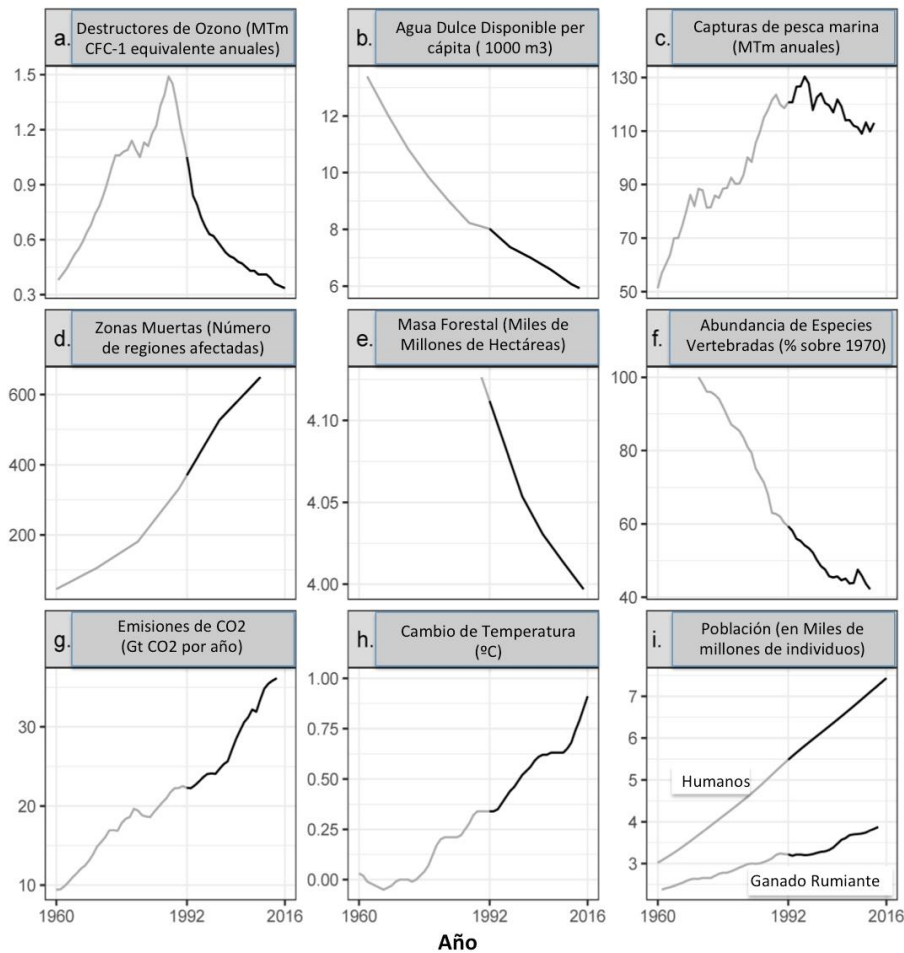 a. Destructores de Ozono (MTm
CFC-1 equivalente anuales)
1.5
1.2
0.9
0.6
0.3
b. Agua Dulce Disponible per
cápita ( 1000 m3)
12
10
8
6
c. Capturas de pesca marina
(MTm anuales)
130
110
90
70
50
d. Zonas Muertas (Número
de regiones afectadas)
600
400
200
e. Masa Forestal (Miles de
Millones de Hectáreas)
4.10
4.05
4.00
f. Abundancia de Especies
Vertebradas (% sobre 1970)
100
80
60
40
g. Emisiones de CO2
(Gt CO2 por año)
30
20
10
1960 1992 2016
h. Cambio de Temperatura
(ºC)
1.00
0.75
0.50
0.25
0.00
1960 1992 2016
i. Población (en Miles de
millones de individuos)
7
6
5
4
3
Humanos
Ganado Rumiante
1960 1992 2016
Año